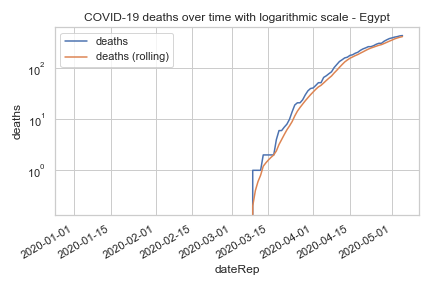 COVID-19 deaths over time with logarithmic scale - Egypt
deaths
deaths (rolling)
10²
10¹
10⁰
deaths
2020-01-01
2020-01-15
2020-02-01
2020-02-15
2020-03-01
2020-03-15
2020-04-01
2020-04-15
2020-05-01
dateRep